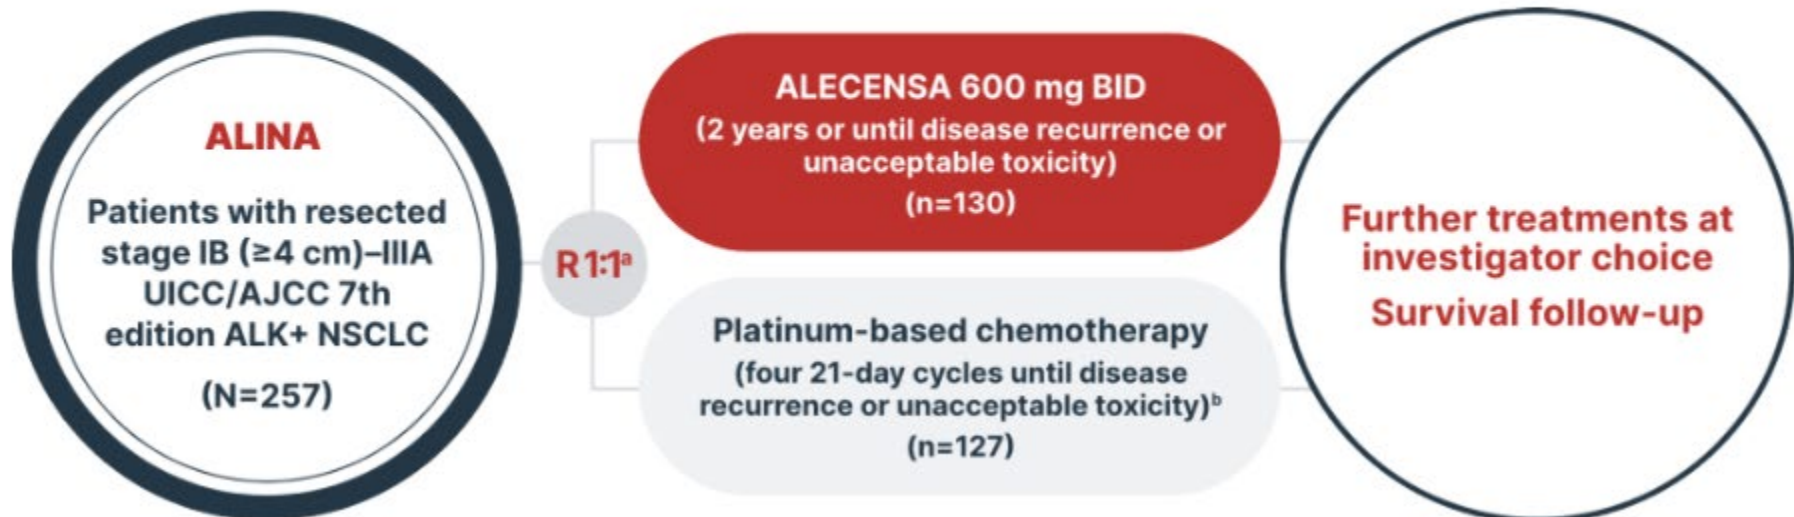 ALINA
Patients with resected
stage IB (≥4 cm)–IIIA
UICC/AJCC 7th
edition ALK+ NSCLC
(N=257)
R 1:1ᵃ
ALECENSA 600 mg BID
(2 years or until disease recurrence or
unacceptable toxicity)
(n=130)
Platinum-based chemotherapy
(four 21-day cycles until disease
recurrence or unacceptable toxicity)ᵇ
(n=127)
Further treatments at
investigator choice
Survival follow-up